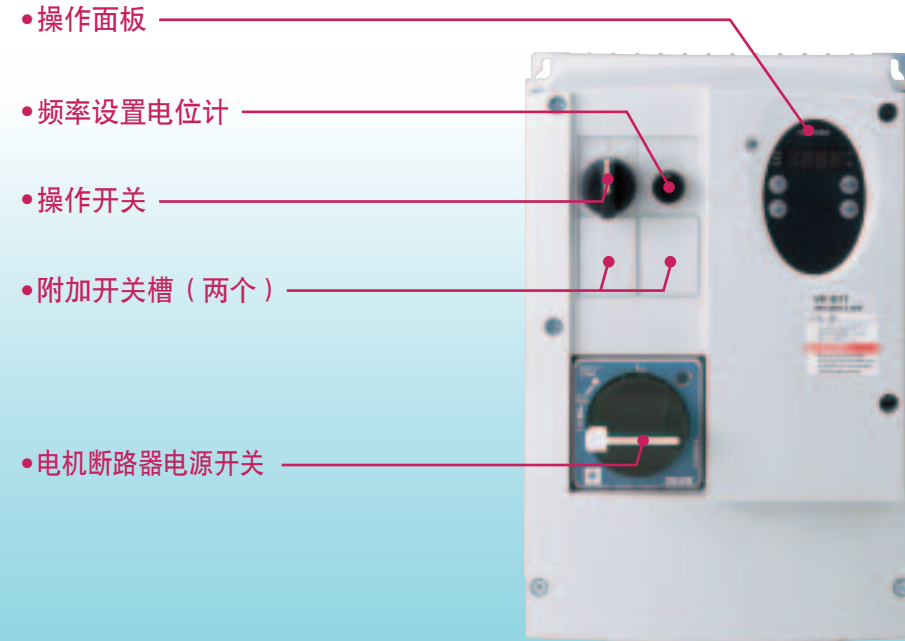 •操作面板
•频率设置电位计
•操作开关
•附加开关槽（两个）
•电机断路器电源开关